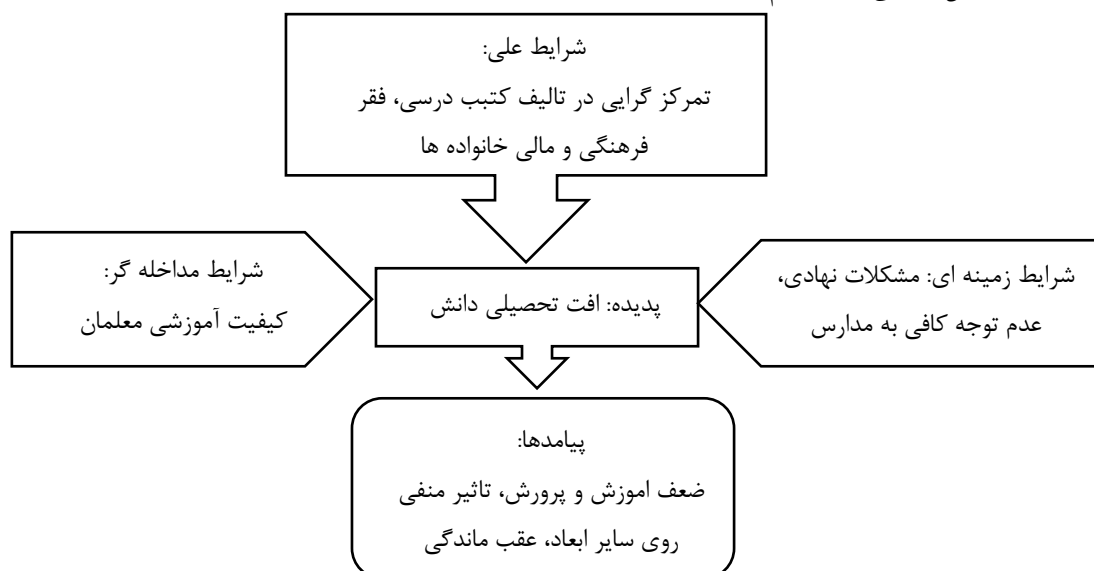 شرایط علی:
تمرکز گرایی در تالیف کتبب درسی، فقر
فرهنگی و مالی خانواده ها
شرایط زمینه ای: مشکلات نهادی،
عدم توجه کافی به مدارس
پدیده: افت تحصیلی دانش
شرایط مداخله گر:
کیفیت آموزشی معلمان
پیامدها:
ضعف اموزش و پرورش، تاثیر منفی
روی سایر ابعاد، عقب ماندگی